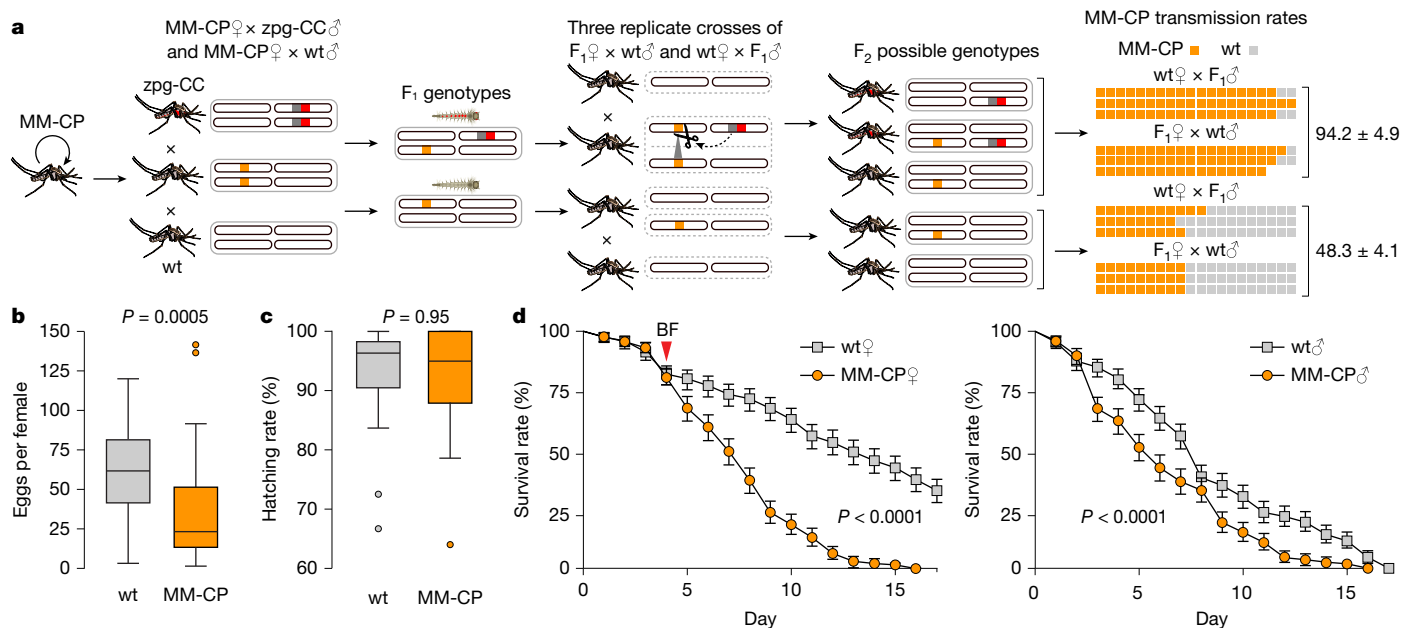 a
MM-CP♀ × zpg-CC♂
and MM-CP♀ × wt♂
Three replicate crosses of
F₁♀ × wt♂ and wt♀ × F₁♂
F₂ possible genotypes
MM-CP transmission rates
MM-CP wt
zpg-CC
MM-CP
×
×
wt
F₁ genotypes
×
×
wt♀ × F₁♂
F₁♀ × wt♂
94.2 ± 4.9
wt♀ × F₁♂
F₁♀ × wt♂
48.3 ± 4.1
b
P = 0.0005
Eggs per female
150
125
100
75
50
25
0
wt MM-CP
c
P = 0.95
Hatching rate (%)
100
90
80
70
60
wt MM-CP
d
BF
wt♀
MM-CP♀
Survival rate (%)
100
75
50
25
0
P < 0.0001
0 5 10 15
Day
wt♂
MM-CP♂
Survival rate (%)
100
75
50
25
0
P < 0.0001
0 5 10 15
Day